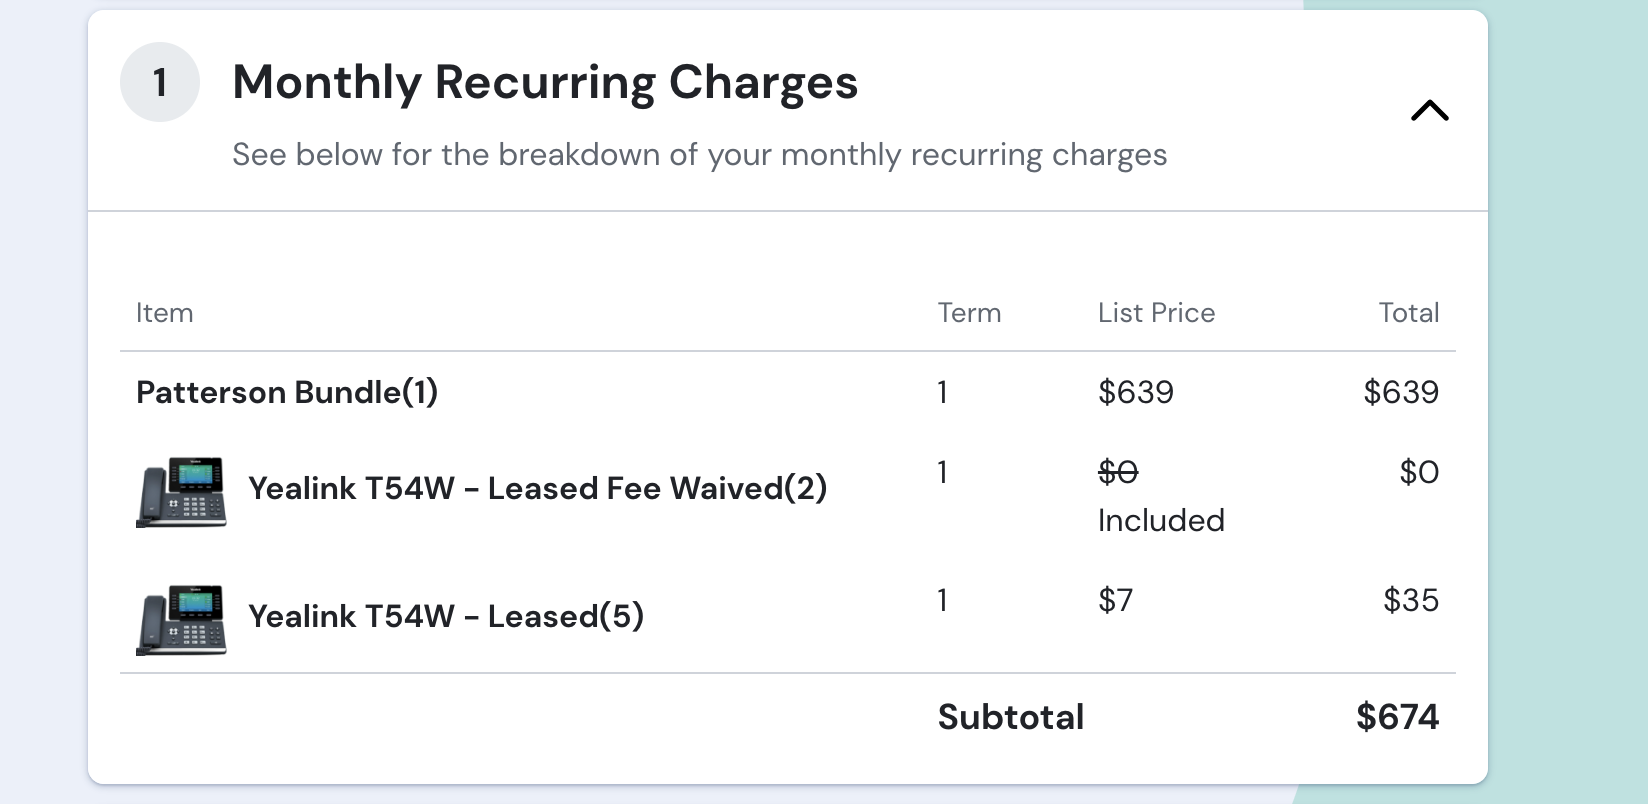 1
Monthly Recurring Charges
See below for the breakdown of your monthly recurring charges
Item Term List Price Total
Patterson Bundle(1) 1 $639 $639
Yealink T54W - Leased Fee Waived(2) 1 $0 $0
Included
Yealink T54W - Leased(5) 1 $7 $35
Subtotal $674